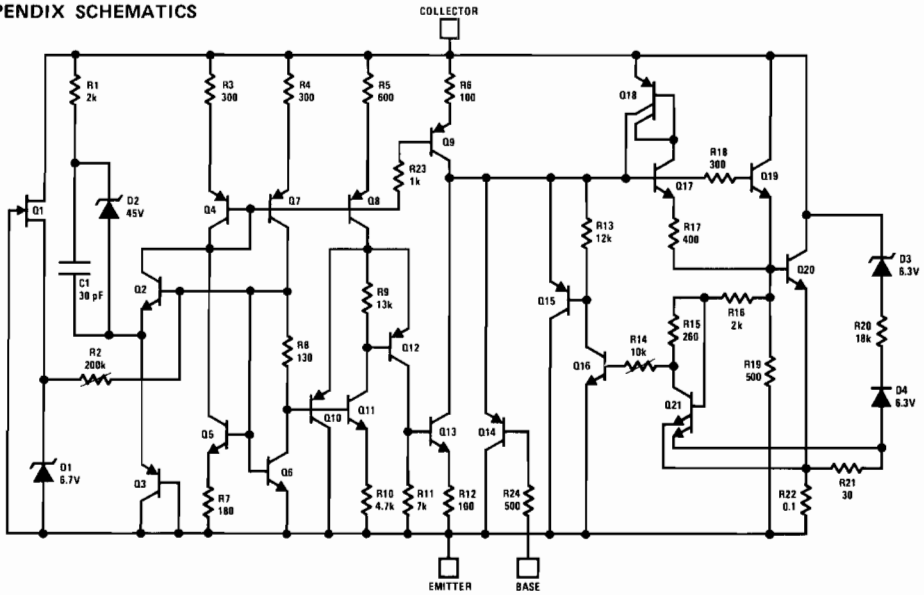 PENDIX SCHEMATICS
COLLECTOR
R1
2k
R3
300
R4
300
R5
600
R6
100
Q18
Q9
R23
1k
R18
300
Q17
Q19
Q1
D2
45V
Q4
Q7
Q8
R17
400
R13
12k
C1
30 pF
Q2
R9
13k
Q15
Q20
D3
6.3V
R16
2k
R15
260
R20
18k
R2
200k
R8
130
Q12
Q16
R14
10k
R19
500
D4
6.3V
Q10
Q11
Q21
Q5
Q13
Q14
D1
6.7V
Q3
Q6
R7
180
R10
4.7k
R11
7k
R12
160
R24
500
R22
0.1
R21
30
EMITTER
BASE